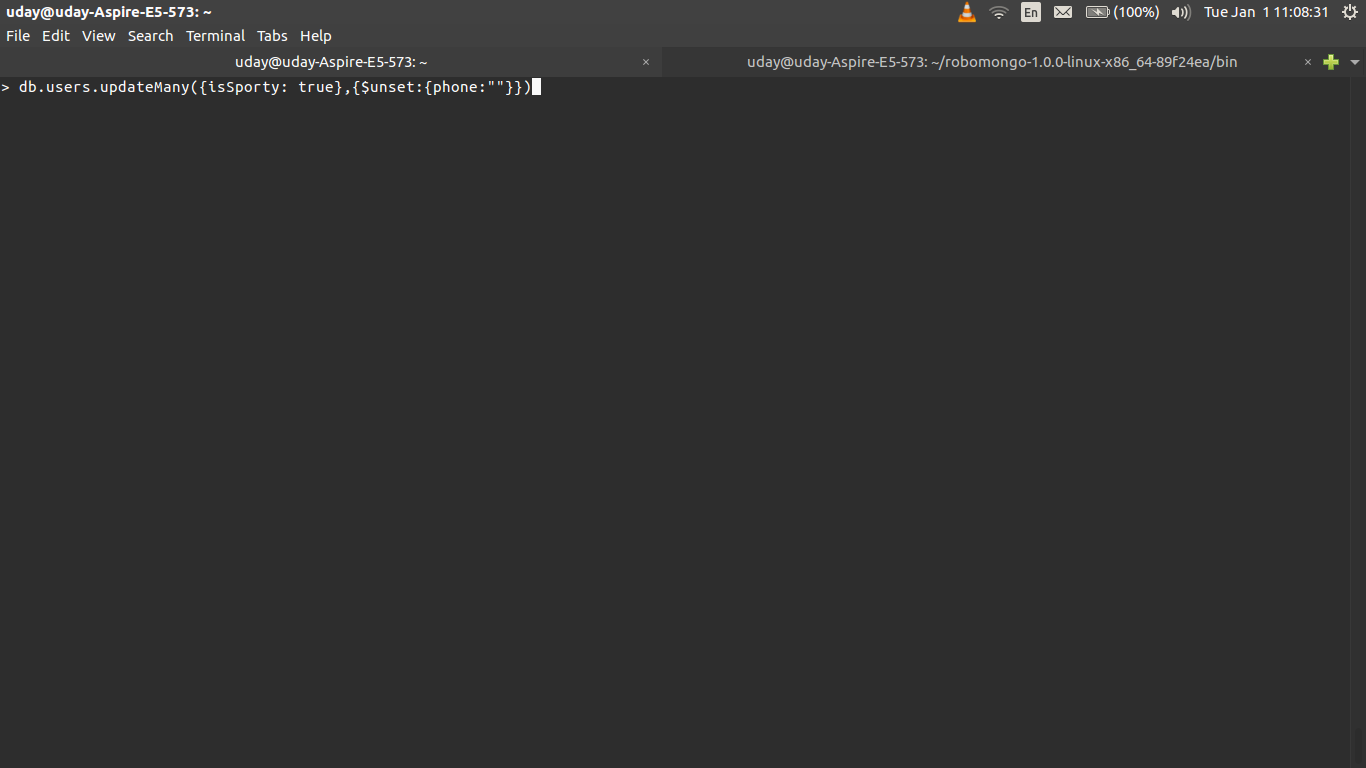 uday@uday-Aspire-E5-573: ~
En (100%) Tue Jan 1 11:08:31
File Edit View Search Terminal Tabs Help
uday@uday-Aspire-E5-573: ~ × uday@uday-Aspire-E5-573: ~/robomongo-1.0.0-linux-x86_64-89f24ea/bin ×
> db.users.updateMany({isSporty: true},{$unset:{phone:""}})